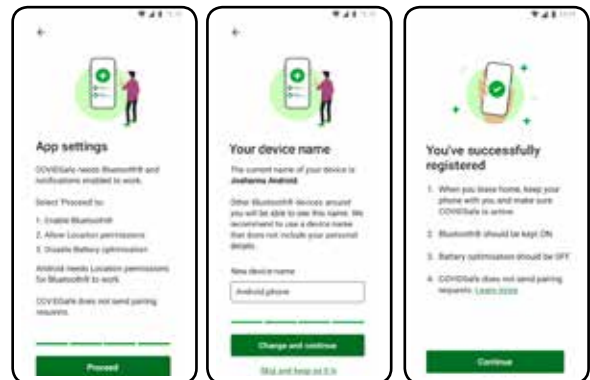 App settings
COVIDSafe needs Bluetooth® and
notifications enabled to work.
Select 'Proceed' to:
1. Enable Bluetooth®
2. Allow Location permissions
3. Disable Battery optimisation
Android needs Location permissions
for Bluetooth® to work.
COVIDSafe does not send pairing
requests.
Proceed
Your device name
The current name of your device is
Android.
Other Bluetooth® devices around
you will be able to see this name. We
recommend to use a device name
that does not include your personal
details.
New device name
Android phone
Change and continue
Skip and keep as it is
You've successfully
registered
1. When you leave home, keep your
phone with you and make sure
COVIDSafe is active.
2. Bluetooth® should be kept ON.
3. Battery optimisation should be OFF.
4. COVIDSafe does not send pairing
requests. Learn more
Continue